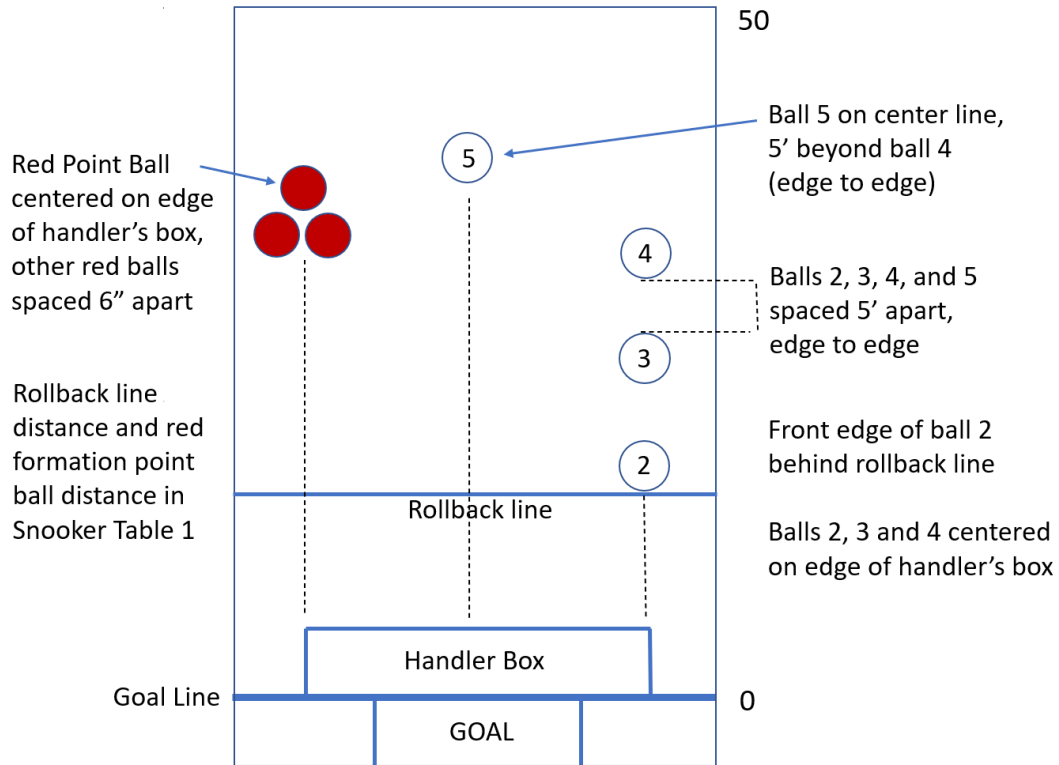 50
Ball 5 on center line,
5’ beyond ball 4
(edge to edge)
5
Red Point Ball
centered on edge
of handler’s box,
other red balls
spaced 6” apart
4
Balls 2, 3, 4, and 5
spaced 5’ apart,
edge to edge
3
Rollback line
distance and red
formation point
ball distance in
Snooker Table 1
Front edge of ball 2
behind rollback line
2
Rollback line
Balls 2, 3 and 4 centered
on edge of handler’s box
Handler Box
Goal Line
0
GOAL